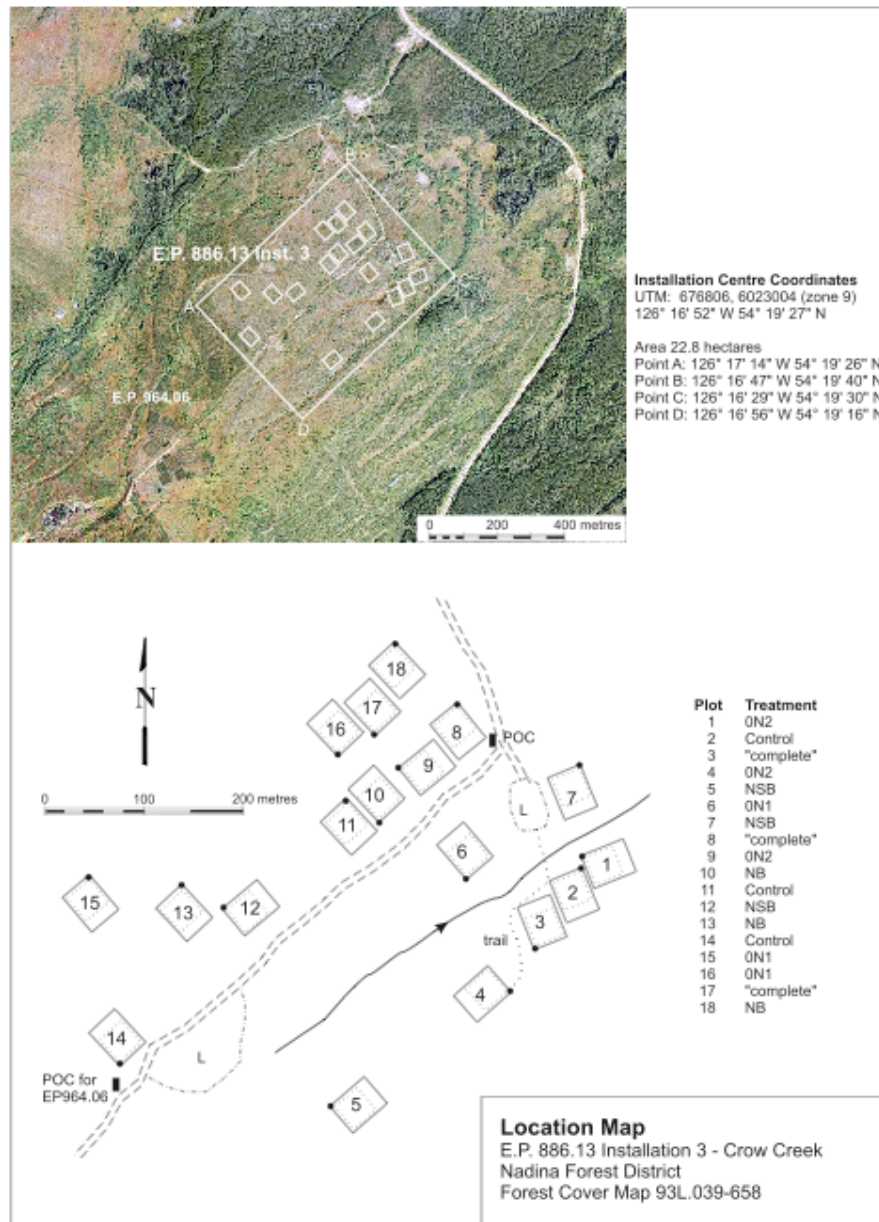 B
E.P. 886.13 Inst. 3
A
E.P. 964.06
D
0 200 400 metres
Installation Centre Coordinates
UTM: 676806, 6023004 (zone 9)
126° 16' 52" W 54° 19' 27" N
Area 22.8 hectares
Point A: 126° 17' 14" W 54° 19' 26" N
Point B: 126° 16' 47" W 54° 19' 40" N
Point C: 126° 16' 29" W 54° 19' 30" N
Point D: 126° 16' 56" W 54° 19' 16" N
N
0 100 200 metres
18
17
16
8
POC
9
7
10
L
11
6
1
2
15
13
12
3
trail
4
14
L
POC for
EP964.06
5
Plot Treatment
1 0N2
2 Control
3 "complete"
4 0N2
5 NSB
6 0N1
7 NSB
8 "complete"
9 0N2
10 NB
11 Control
12 NSB
13 NB
14 Control
15 0N1
16 0N1
17 "complete"
18 NB
Location Map
E.P. 886.13 Installation 3 - Crow Creek
Nadina Forest District
Forest Cover Map 93L.039-658